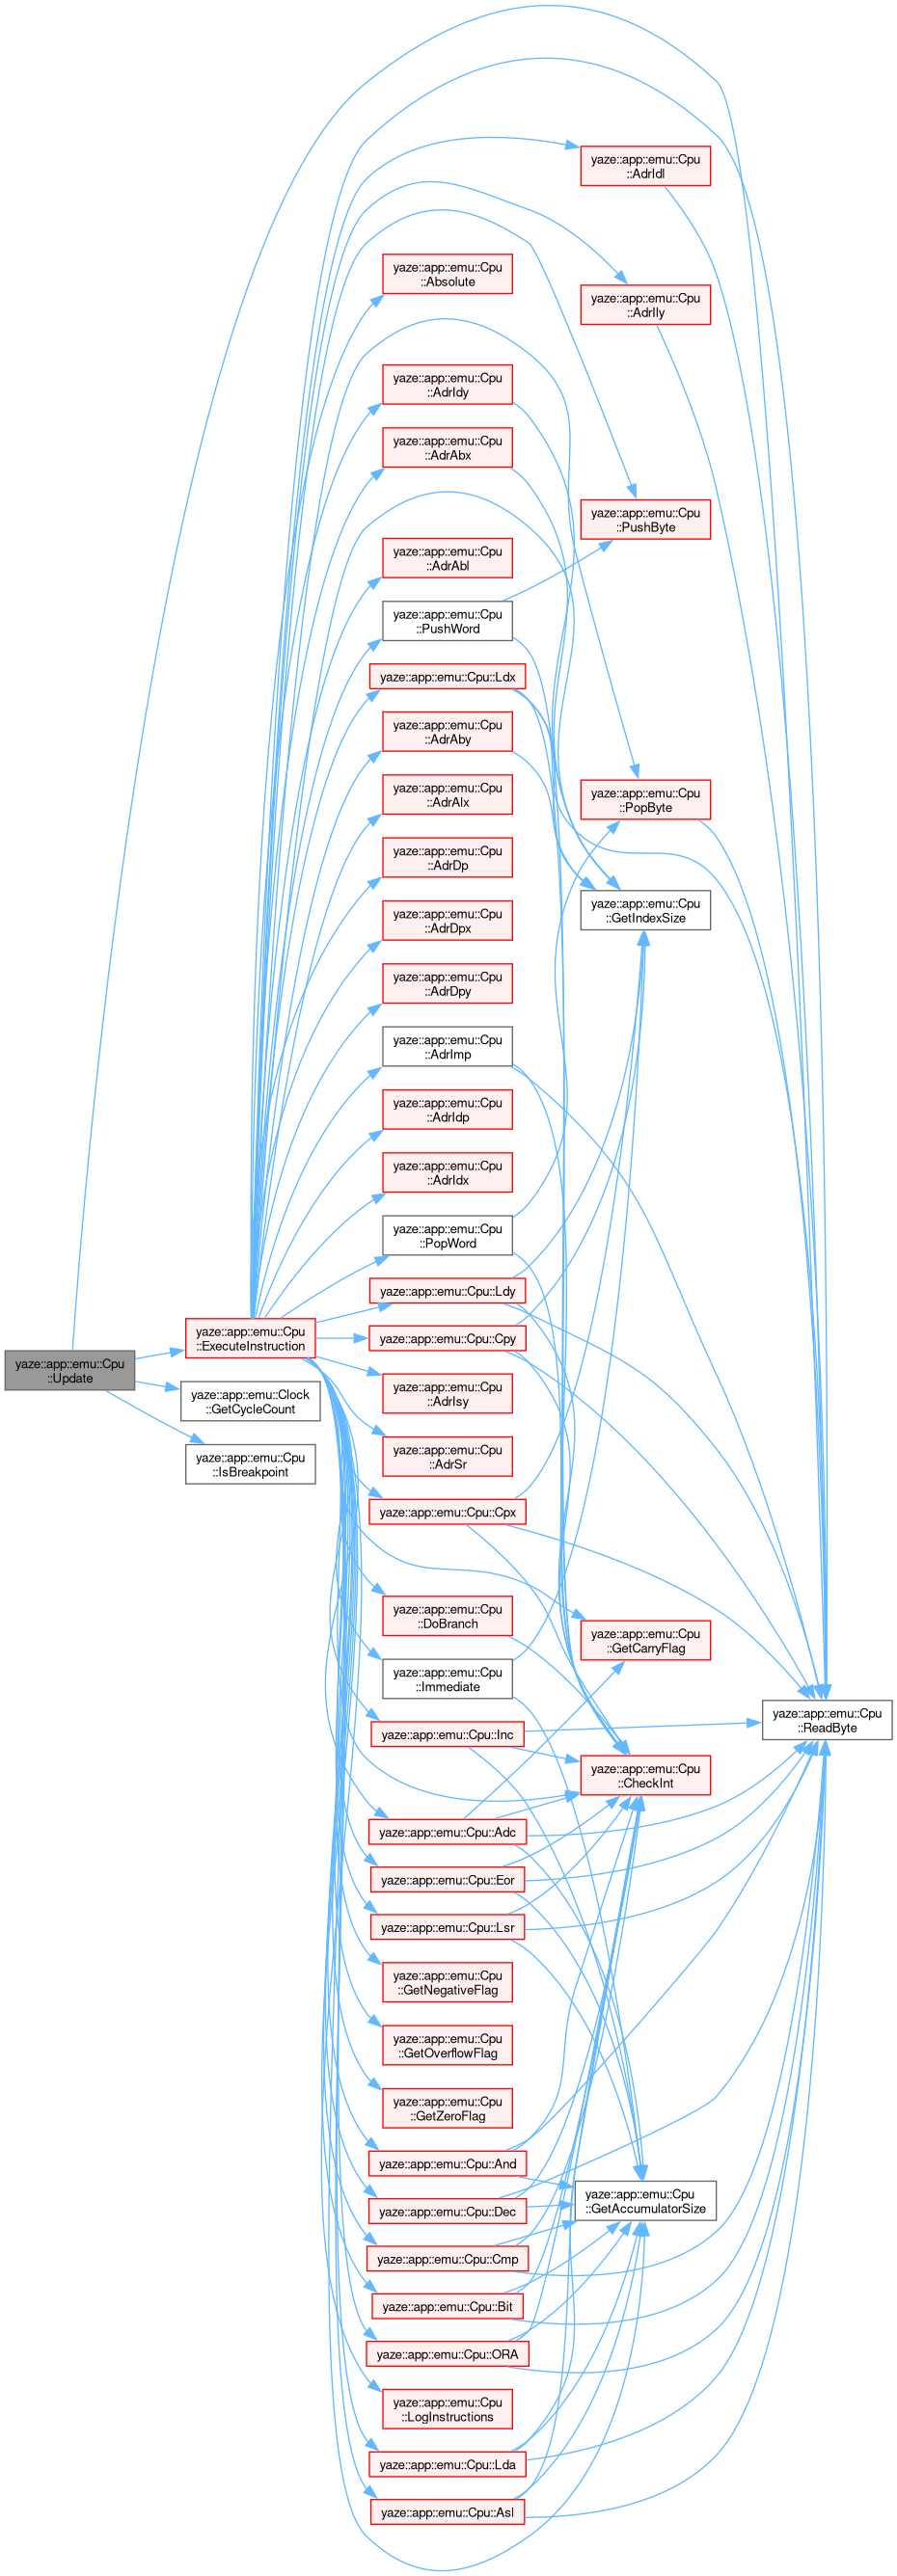 yaze::app::emu::Cpu
::Update
yaze::app::emu::Cpu
::ExecuteInstruction
yaze::app::emu::Clock
::GetCycleCount
yaze::app::emu::Cpu
::IsBreakpoint
yaze::app::emu::Cpu
::Absolute
yaze::app::emu::Cpu
::AdrIdy
yaze::app::emu::Cpu
::AdrAbx
yaze::app::emu::Cpu
::AdrAbl
yaze::app::emu::Cpu
::PushWord
yaze::app::emu::Cpu::Ldx
yaze::app::emu::Cpu
::AdrAby
yaze::app::emu::Cpu
::AdrAlx
yaze::app::emu::Cpu
::AdrDp
yaze::app::emu::Cpu
::AdrDpx
yaze::app::emu::Cpu
::AdrDpy
yaze::app::emu::Cpu
::AdrImp
yaze::app::emu::Cpu
::AdrIdp
yaze::app::emu::Cpu
::AdrIdx
yaze::app::emu::Cpu
::PopWord
yaze::app::emu::Cpu::Ldy
yaze::app::emu::Cpu::Cpy
yaze::app::emu::Cpu
::AdrIsy
yaze::app::emu::Cpu
::AdrSr
yaze::app::emu::Cpu::Cpx
yaze::app::emu::Cpu
::DoBranch
yaze::app::emu::Cpu
::Immediate
yaze::app::emu::Cpu::Inc
yaze::app::emu::Cpu::Adc
yaze::app::emu::Cpu::Eor
yaze::app::emu::Cpu::Lsr
yaze::app::emu::Cpu
::GetNegativeFlag
yaze::app::emu::Cpu
::GetOverflowFlag
yaze::app::emu::Cpu
::GetZeroFlag
yaze::app::emu::Cpu::And
yaze::app::emu::Cpu::Dec
yaze::app::emu::Cpu::Cmp
yaze::app::emu::Cpu::Bit
yaze::app::emu::Cpu::ORA
yaze::app::emu::Cpu
::LogInstructions
yaze::app::emu::Cpu::Lda
yaze::app::emu::Cpu::Asl
yaze::app::emu::Cpu
::AdrIdl
yaze::app::emu::Cpu
::AdrIly
yaze::app::emu::Cpu
::PushByte
yaze::app::emu::Cpu
::PopByte
yaze::app::emu::Cpu
::GetIndexSize
yaze::app::emu::Cpu
::GetCarryFlag
yaze::app::emu::Cpu
::CheckInt
yaze::app::emu::Cpu
::GetAccumulatorSize
yaze::app::emu::Cpu
::ReadByte